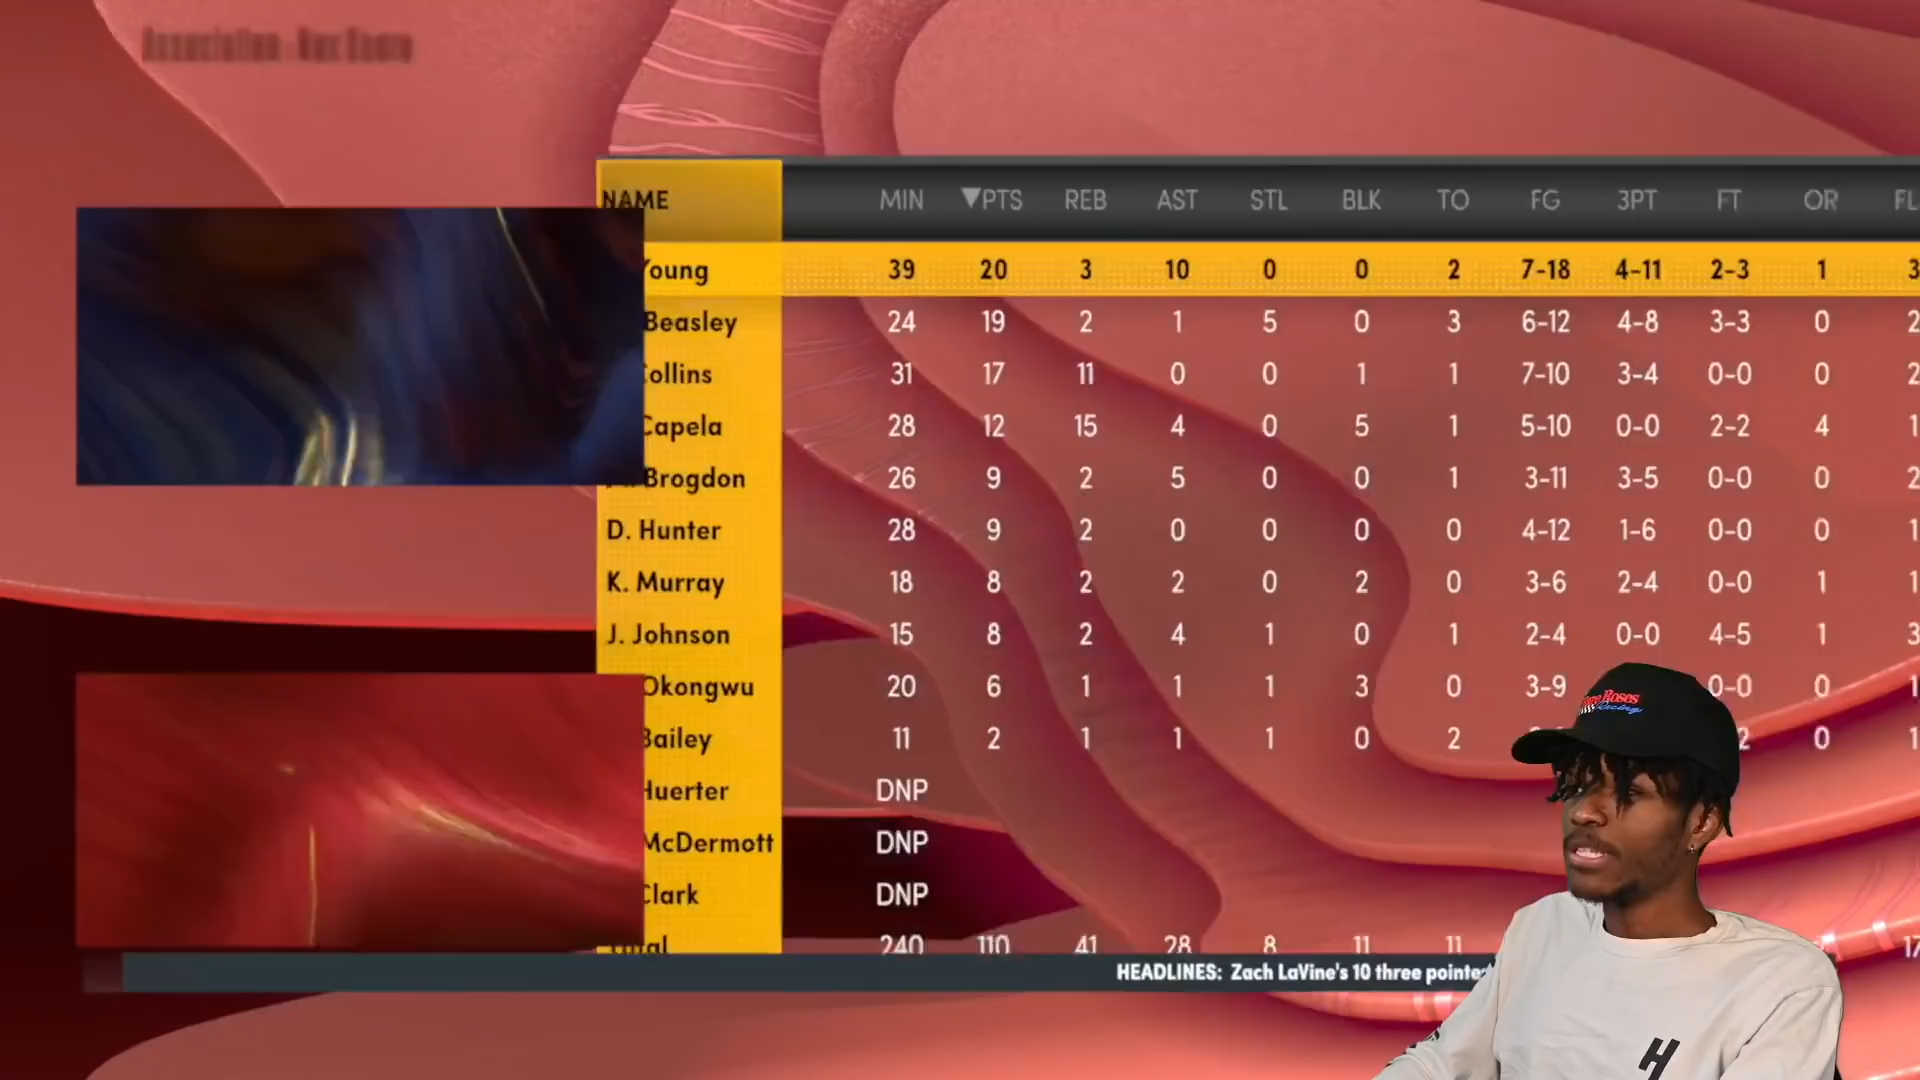 NAME MIN ▼PTS REB AST STL BLK TO FG 3PT FT OR FL
Young 39 20 3 10 0 0 2 7-18 4-11 2-3 1 3
Beasley 24 19 2 1 5 0 3 6-12 4-8 3-3 0 2
Collins 31 17 11 0 0 1 1 7-10 3-4 0-0 0 2
Capela 28 12 15 4 0 5 1 5-10 0-0 2-2 4 1
Brogdon 26 9 2 5 0 0 1 3-11 3-5 0-0 0 2
D. Hunter 28 9 2 0 0 0 0 4-12 1-6 0-0 0 1
K. Murray 18 8 2 2 0 2 0 3-6 2-4 0-0 1 1
J. Johnson 15 8 2 4 1 0 1 2-4 0-0 4-5 1 3
Okongwu 20 6 1 1 1 3 0 3-9 0-0 0 1
Bailey 11 2 1 1 1 0 2 2 0 1
Huerter DNP
McDermott DNP
Clark DNP
Total 240 110 41 28 8 11 11 17
HEADLINES: Zach LaVine's 10 three pointe
Roses
Racing
H